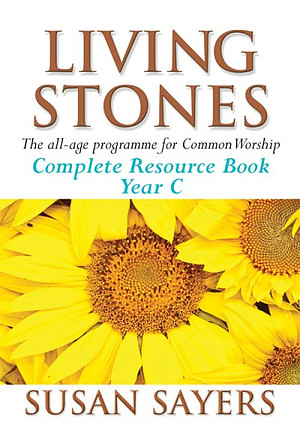 LIVING
STONES
The all-age programme for Common Worship
Complete Resource Book
Year C
SUSAN SAYERS